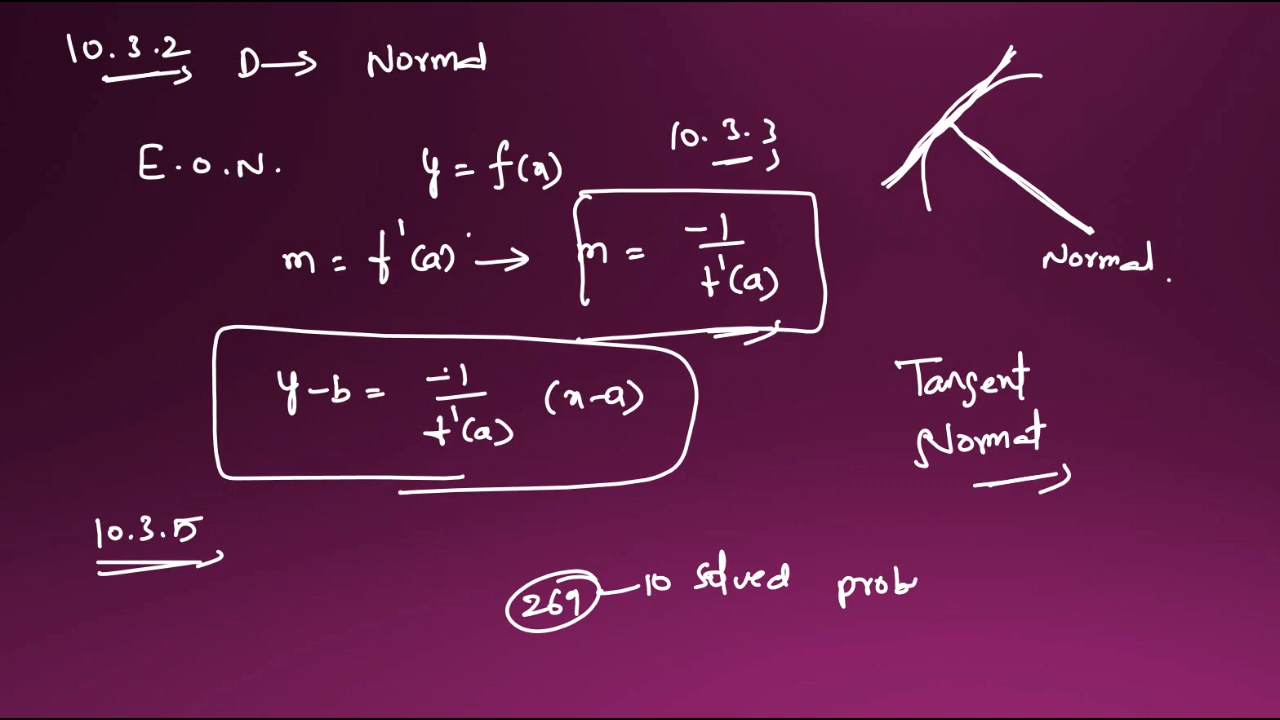 10.3.2 D→ Normal
E.O.N. y = f(x) 10.3.3
m = f'(a) → m = -1/f'(a)
Normal.
y-b = -1/f'(a) (x-a)
Tangent
Normal
10.3.5
269 - 10 solved prob